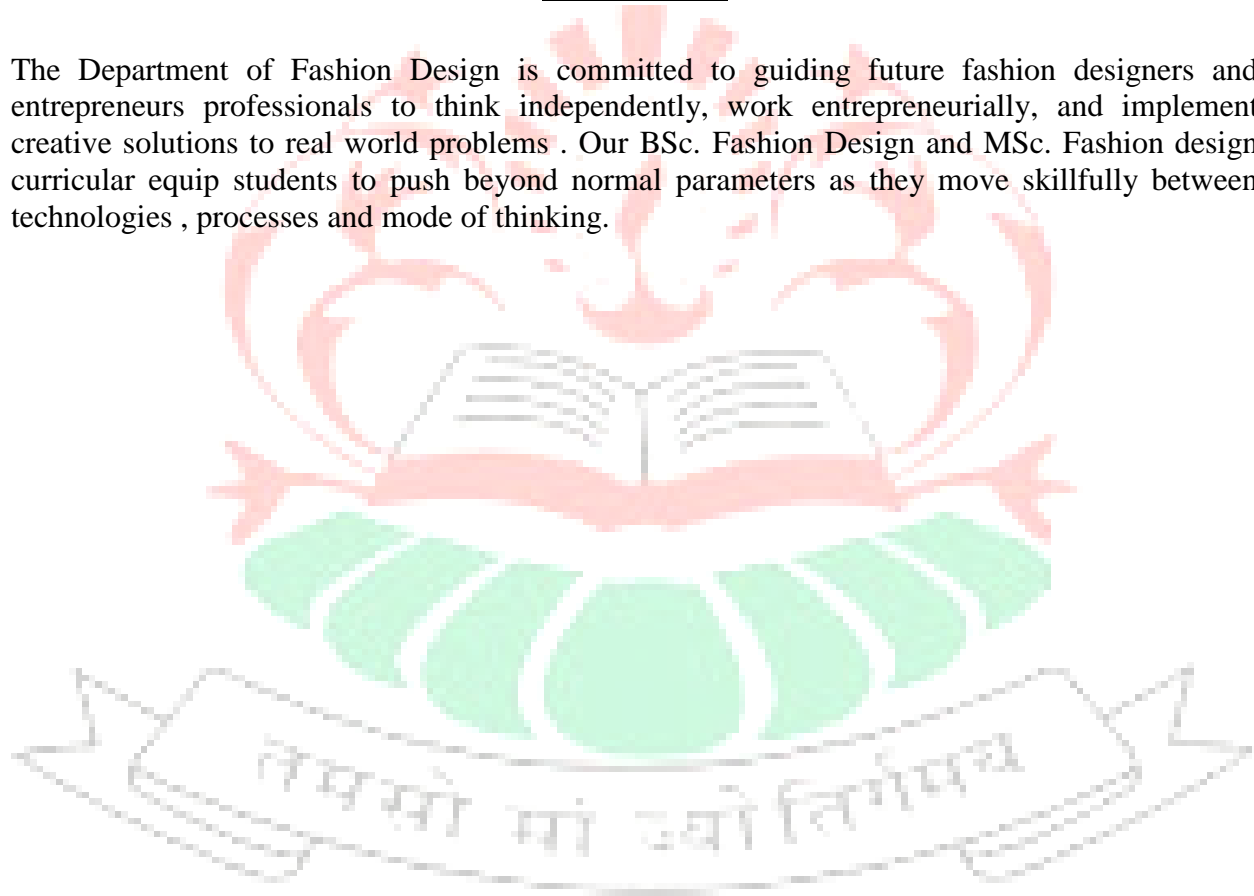 The Department of Fashion Design is committed to guiding future fashion designers and
entrepreneurs professionals to think independently, work entrepreneurially, and implement
creative solutions to real world problems . Our BSc. Fashion Design and MSc. Fashion design
curricular equip students to push beyond normal parameters as they move skillfully between
technologies , processes and mode of thinking.
तमसो मा ज्योतिर्गमय